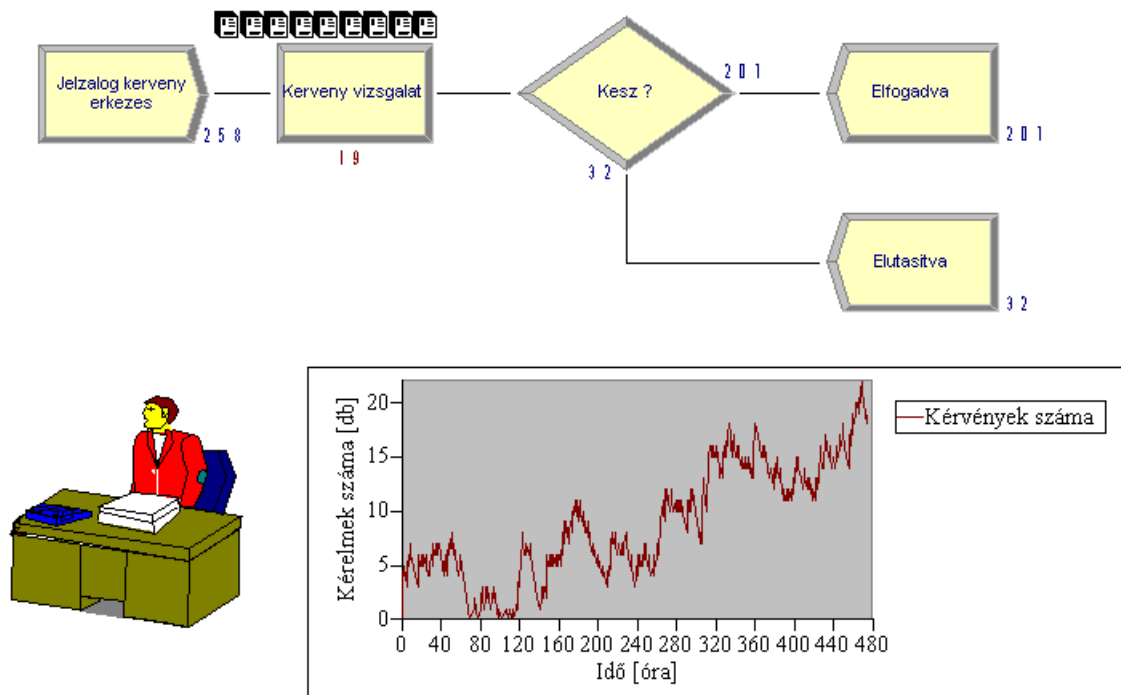 Jelzalog kerveny
erkezes
258
Kerveny vizsgalat
19
Kesz ?
201
32
Elfogadva
201
Elutasitva
32
Kérelmek száma [db]
20
15
10
5
0
0 40 80 120 160 200 240 280 320 360 400 440 480
Idő [óra]
Kérvények száma